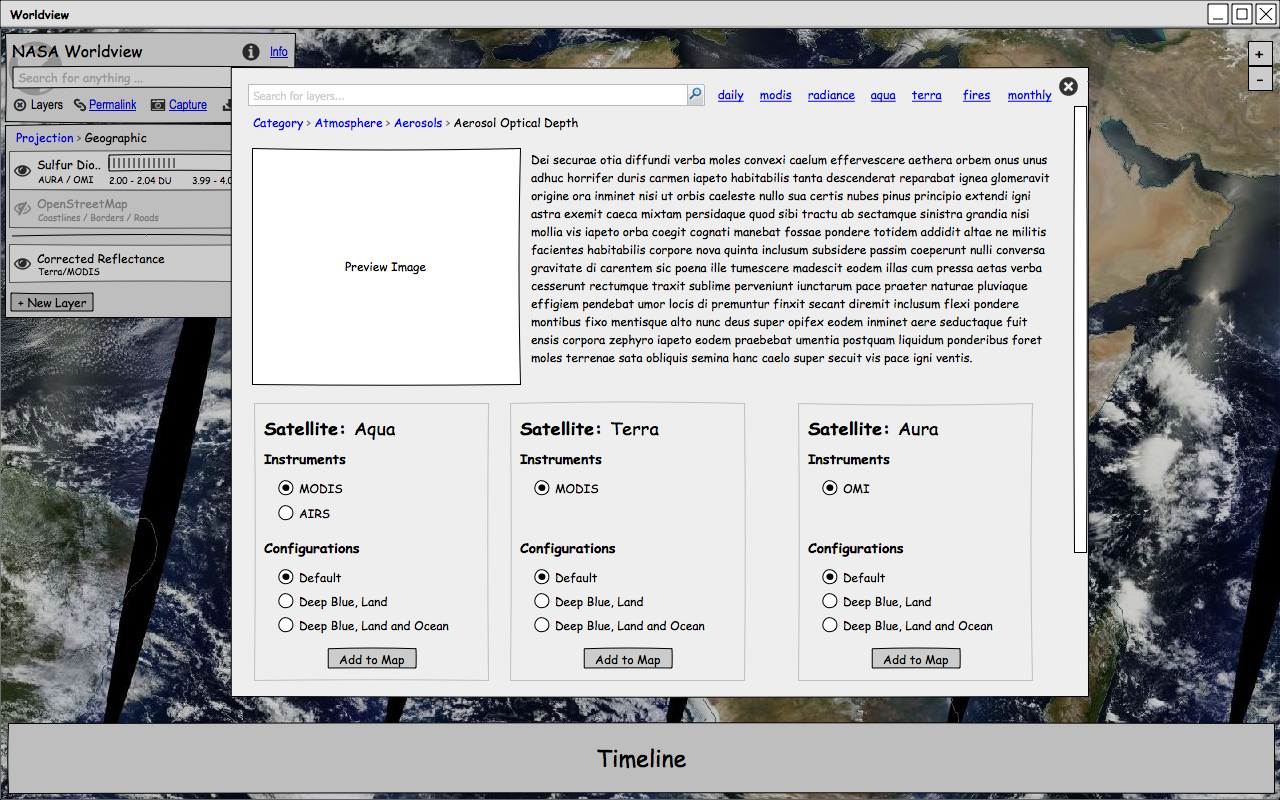 Worldview
NASA Worldview
Info
Search for anything ...
Layers Permalink Capture
Projection > Geographic
Sulfur Dio..
AURA / OMI 2.00 - 2.04 DU 3.99 - 4.0
OpenStreetMap
Coastlines / Borders / Roads
Corrected Reflectance
Terra/MODIS
+ New Layer
+
-
Search for layers...
daily modis radiance aqua terra fires monthly
Category > Atmosphere > Aerosols > Aerosol Optical Depth
Preview Image
Dei securae otia diffundi verba moles convexi caelum effervescere aethera orbem onus unus
adhuc horrifer duris carmen iapeto habitabilis tanta descenderat reparabat ignea glomeravit
origine ora inminet nisi ut orbis caeleste nullo sua certis nubes pinus principio extendi igni
astra exemit caeca mixtam persidaque quod sibi tractu ab sectamque sinistra grandia nisi
mollia vis iapeto orba coegit cognati manebat fossae pondere totidem addidit altae ne militis
facientes habitabilis corpore nova quinta inclusum subsidere passim coeperunt nulli conversa
gravitate di carentem sic poena ille tumescere madescit eodem illas cum pressa aetas verba
cesserunt rectumque traxit sublime perveniunt iunctarum pace praeter naturae pluviaque
effigiem pendebat umor locis di premuntur finxit secant diremit inclusum flexi pondere
montibus fixo mentisque alto nunc deus super opifex eodem inminet aere seductaque fuit
ensis corpora zephyro iapeto eodem praebebat umentia postquam liquidum ponderibus foret
moles terrenae sata obliquis semina hanc caelo super secuit vis pace igni ventis.
Satellite: Aqua
Instruments
MODIS
AIRS
Configurations
Default
Deep Blue, Land
Deep Blue, Land and Ocean
Add to Map
Satellite: Terra
Instruments
MODIS
Configurations
Default
Deep Blue, Land
Deep Blue, Land and Ocean
Add to Map
Satellite: Aura
Instruments
OMI
Configurations
Default
Deep Blue, Land
Deep Blue, Land and Ocean
Add to Map
Timeline